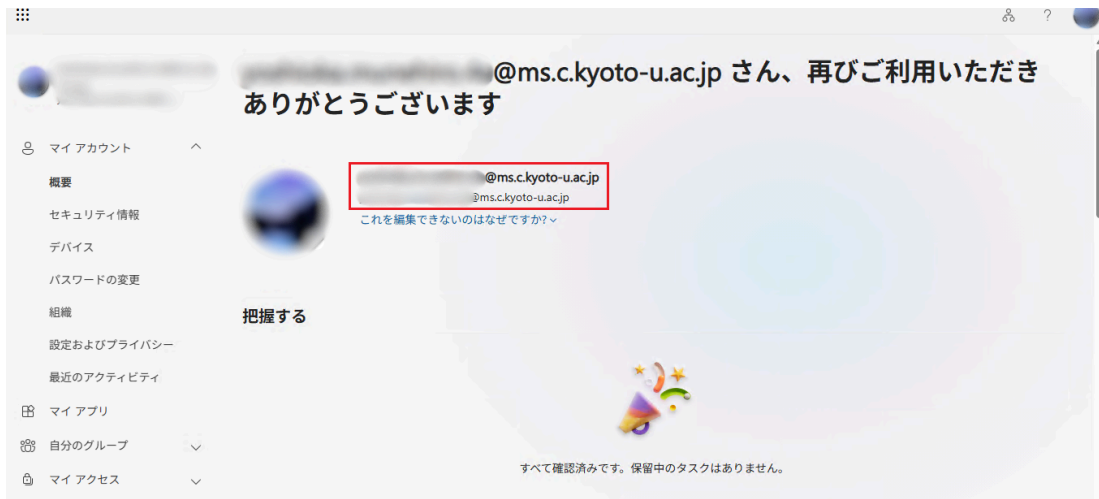 @ms.c.kyoto-u.ac.jp さん、再びご利用いただき
ありがとうございます
マイ アカウント
概要
セキュリティ情報
デバイス
パスワードの変更
組織
設定およびプライバシー
最近のアクティビティ
マイ アプリ
自分のグループ
マイ アクセス
@ms.c.kyoto-u.ac.jp
@ms.c.kyoto-u.ac.jp
これを編集できないのはなぜですか?
把握する
すべて確認済みです。保留中のタスクはありません。